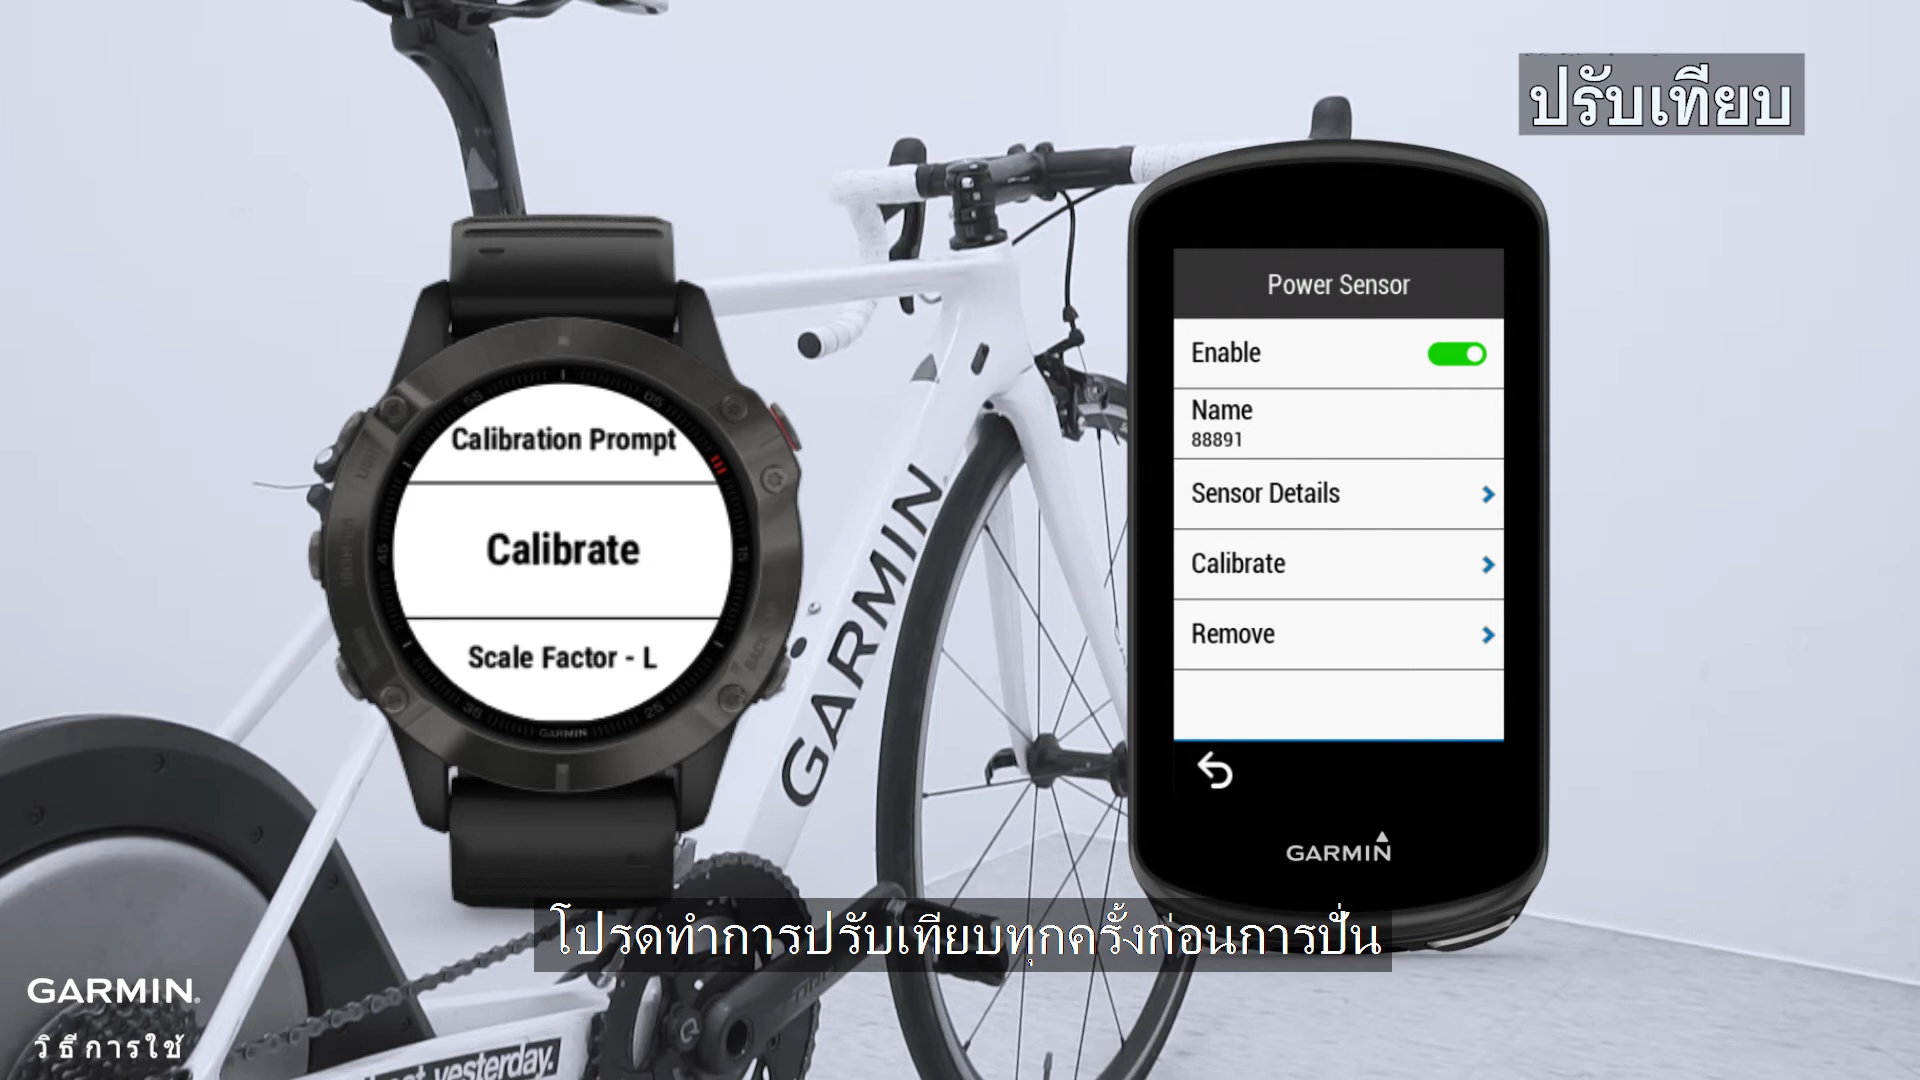 ปรับเทียบ
Calibration Prompt
Calibrate
Scale Factor - L
GARMIN
Power Sensor
Enable
Name
88891
Sensor Details
Calibrate
Remove
GARMIN
GARMIN
โปรดทำการปรับเทียบทุกครั้งก่อนการปั่น
GARMIN
วิธีการใช้
yesterday.